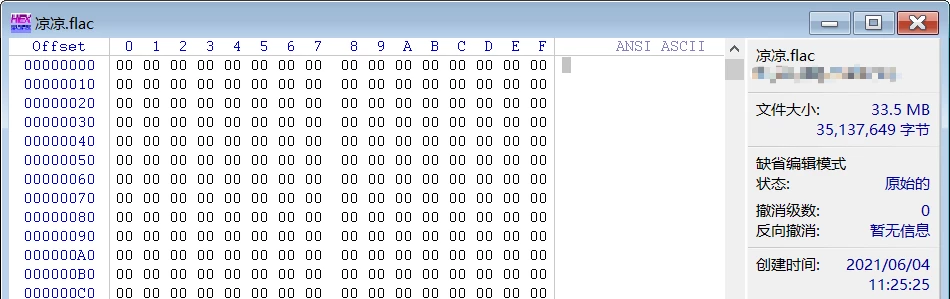 凉凉.flac
Offset 0 1 2 3 4 5 6 7 8 9 A B C D E F ANSI ASCII
00000000 00 00 00 00 00 00 00 00 00 00 00 00 00 00 00 00
00000010 00 00 00 00 00 00 00 00 00 00 00 00 00 00 00 00
00000020 00 00 00 00 00 00 00 00 00 00 00 00 00 00 00 00
00000030 00 00 00 00 00 00 00 00 00 00 00 00 00 00 00 00
00000040 00 00 00 00 00 00 00 00 00 00 00 00 00 00 00 00
00000050 00 00 00 00 00 00 00 00 00 00 00 00 00 00 00 00
00000060 00 00 00 00 00 00 00 00 00 00 00 00 00 00 00 00
00000070 00 00 00 00 00 00 00 00 00 00 00 00 00 00 00 00
00000080 00 00 00 00 00 00 00 00 00 00 00 00 00 00 00 00
00000090 00 00 00 00 00 00 00 00 00 00 00 00 00 00 00 00
000000A0 00 00 00 00 00 00 00 00 00 00 00 00 00 00 00 00
000000B0 00 00 00 00 00 00 00 00 00 00 00 00 00 00 00 00
000000C0 00 00 00 00 00 00 00 00 00 00 00 00 00 00 00 00
凉凉.flac
文件大小: 33.5 MB
35,137,649 字节
缺省编辑模式
状态: 原始的
撤消级数: 0
反向撤消: 暂无信息
创建时间: 2021/06/04
11:25:25